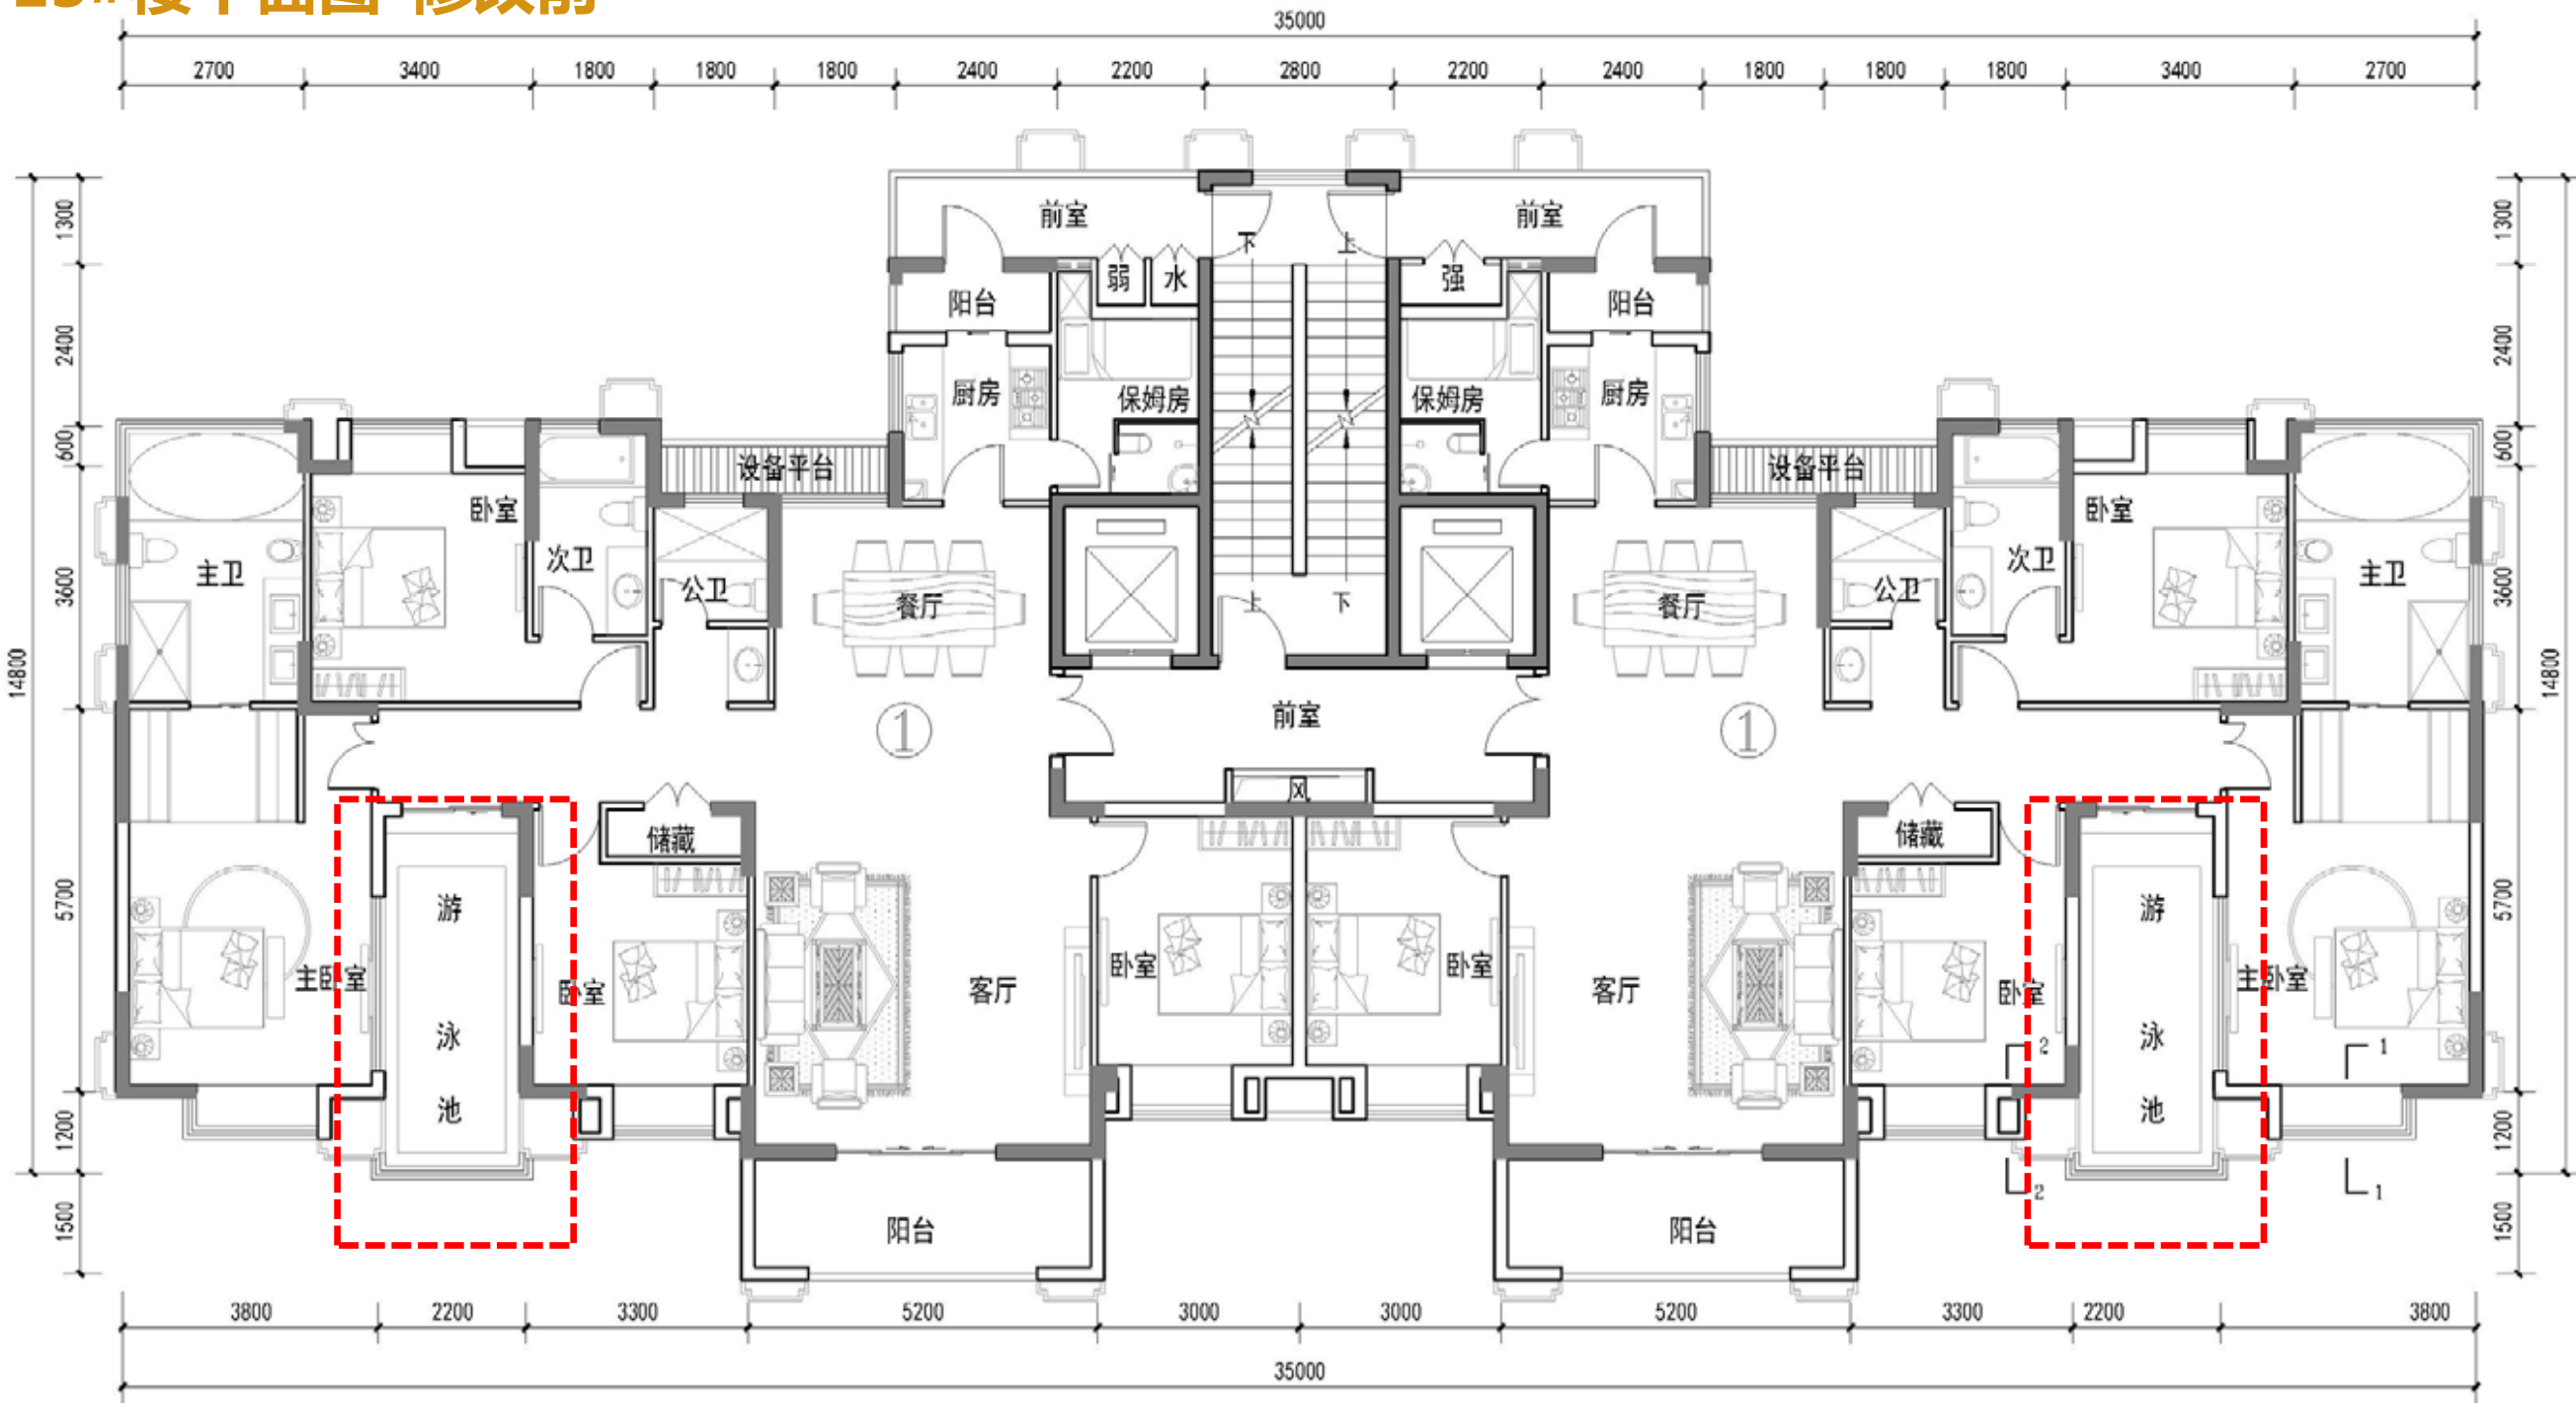 35000
2700 3400 1800 1800 1800 2400 2200 2800 2200 2400 1800 1800 1800 3400 2700
前室 前室
下 上
弱 水 强
阳台 阳台
厨房 保姆房 保姆房 厨房
设备平台 设备平台
卧室 卧室
主卫 次卫 公卫 餐厅 上 下 餐厅 公卫 次卫 主卫
1 前室 1
风
储藏 储藏
游 游
主卧室 卧室 客厅 卧室 卧室 客厅 卧室 主卧室
泳 2 泳 1
池 池
2 1
阳台 阳台
1300
2400
600
3600
5700
1200
1500
14800
1300
2400
600
3600
5700
1200
1500
14800
3800 2200 3300 5200 3000 3000 5200 3300 2200 3800
35000